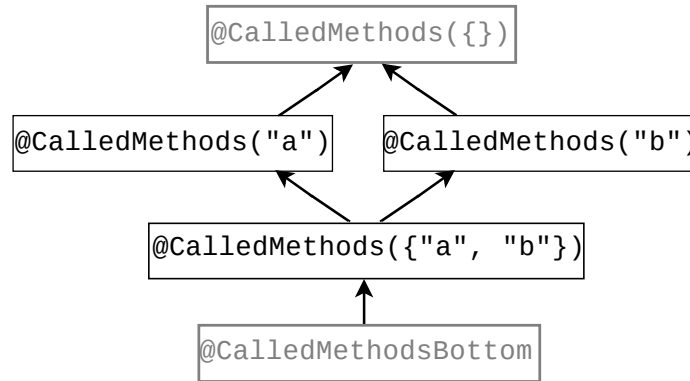 @CalledMethods({})
@CalledMethods("a")
@CalledMethods("b")
@CalledMethods({"a", "b"})
@CalledMethodsBottom